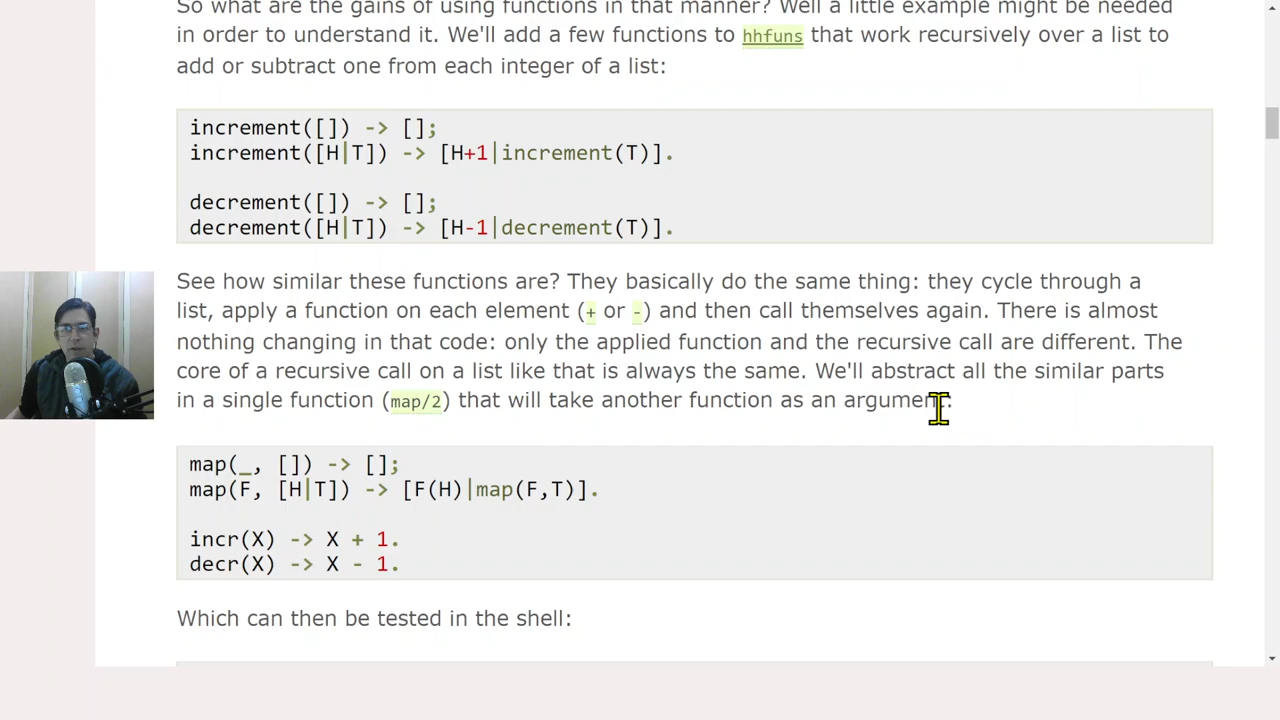 So what are the gains of using functions in that manner? Well a little example might be needed
in order to understand it. We'll add a few functions to hhfuns that work recursively over a list to
add or subtract one from each integer of a list:
increment([]) -> [];
increment([H|T]) -> [H+1|increment(T)].
decrement([]) -> [];
decrement([H|T]) -> [H-1|decrement(T)].
See how similar these functions are? They basically do the same thing: they cycle through a
list, apply a function on each element (+ or -) and then call themselves again. There is almost
nothing changing in that code: only the applied function and the recursive call are different. The
core of a recursive call on a list like that is always the same. We'll abstract all the similar parts
in a single function (map/2) that will take another function as an argument:
map(_, []) -> [];
map(F, [H|T]) -> [F(H)|map(F,T)].
incr(X) -> X + 1.
decr(X) -> X - 1.
Which can then be tested in the shell: